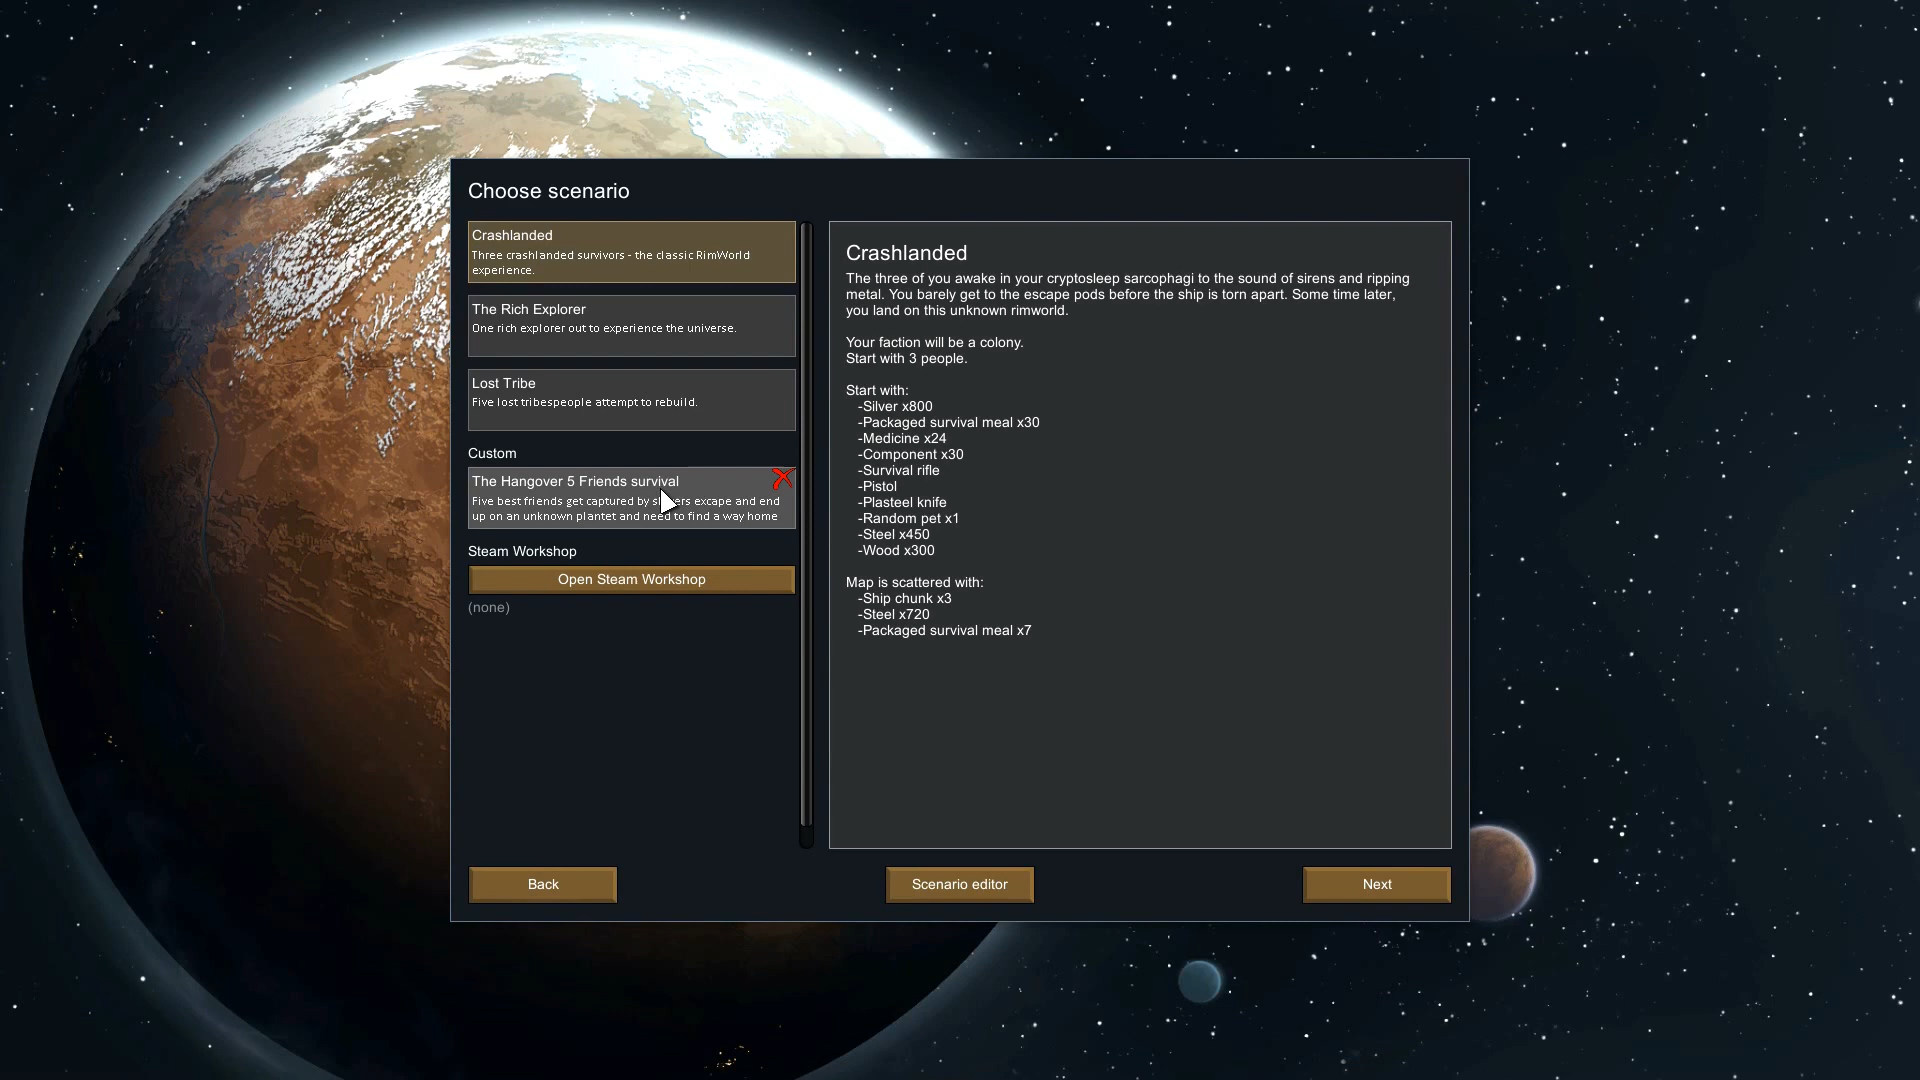 Choose scenario
Crashlanded
Three crashlanded survivors - the classic RimWorld
experience.
The Rich Explorer
One rich explorer out to experience the universe.
Lost Tribe
Five lost tribespeople attempt to rebuild.
Custom
The Hangover 5 Friends survival
Five best friends get captured by excape and end
up on an unknown plantet and need to find a way home
Steam Workshop
Open Steam Workshop
(none)
Crashlanded
The three of you awake in your cryptosleep sarcophagi to the sound of sirens and ripping
metal. You barely get to the escape pods before the ship is torn apart. Some time later,
you land on this unknown rimworld.
Your faction will be a colony.
Start with 3 people.
Start with:
-Silver x800
-Packaged survival meal x30
-Medicine x24
-Component x30
-Survival rifle
-Pistol
-Plasteel knife
-Random pet x1
-Steel x450
-Wood x300
Map is scattered with:
-Ship chunk x3
-Steel x720
-Packaged survival meal x7
Back
Scenario editor
Next